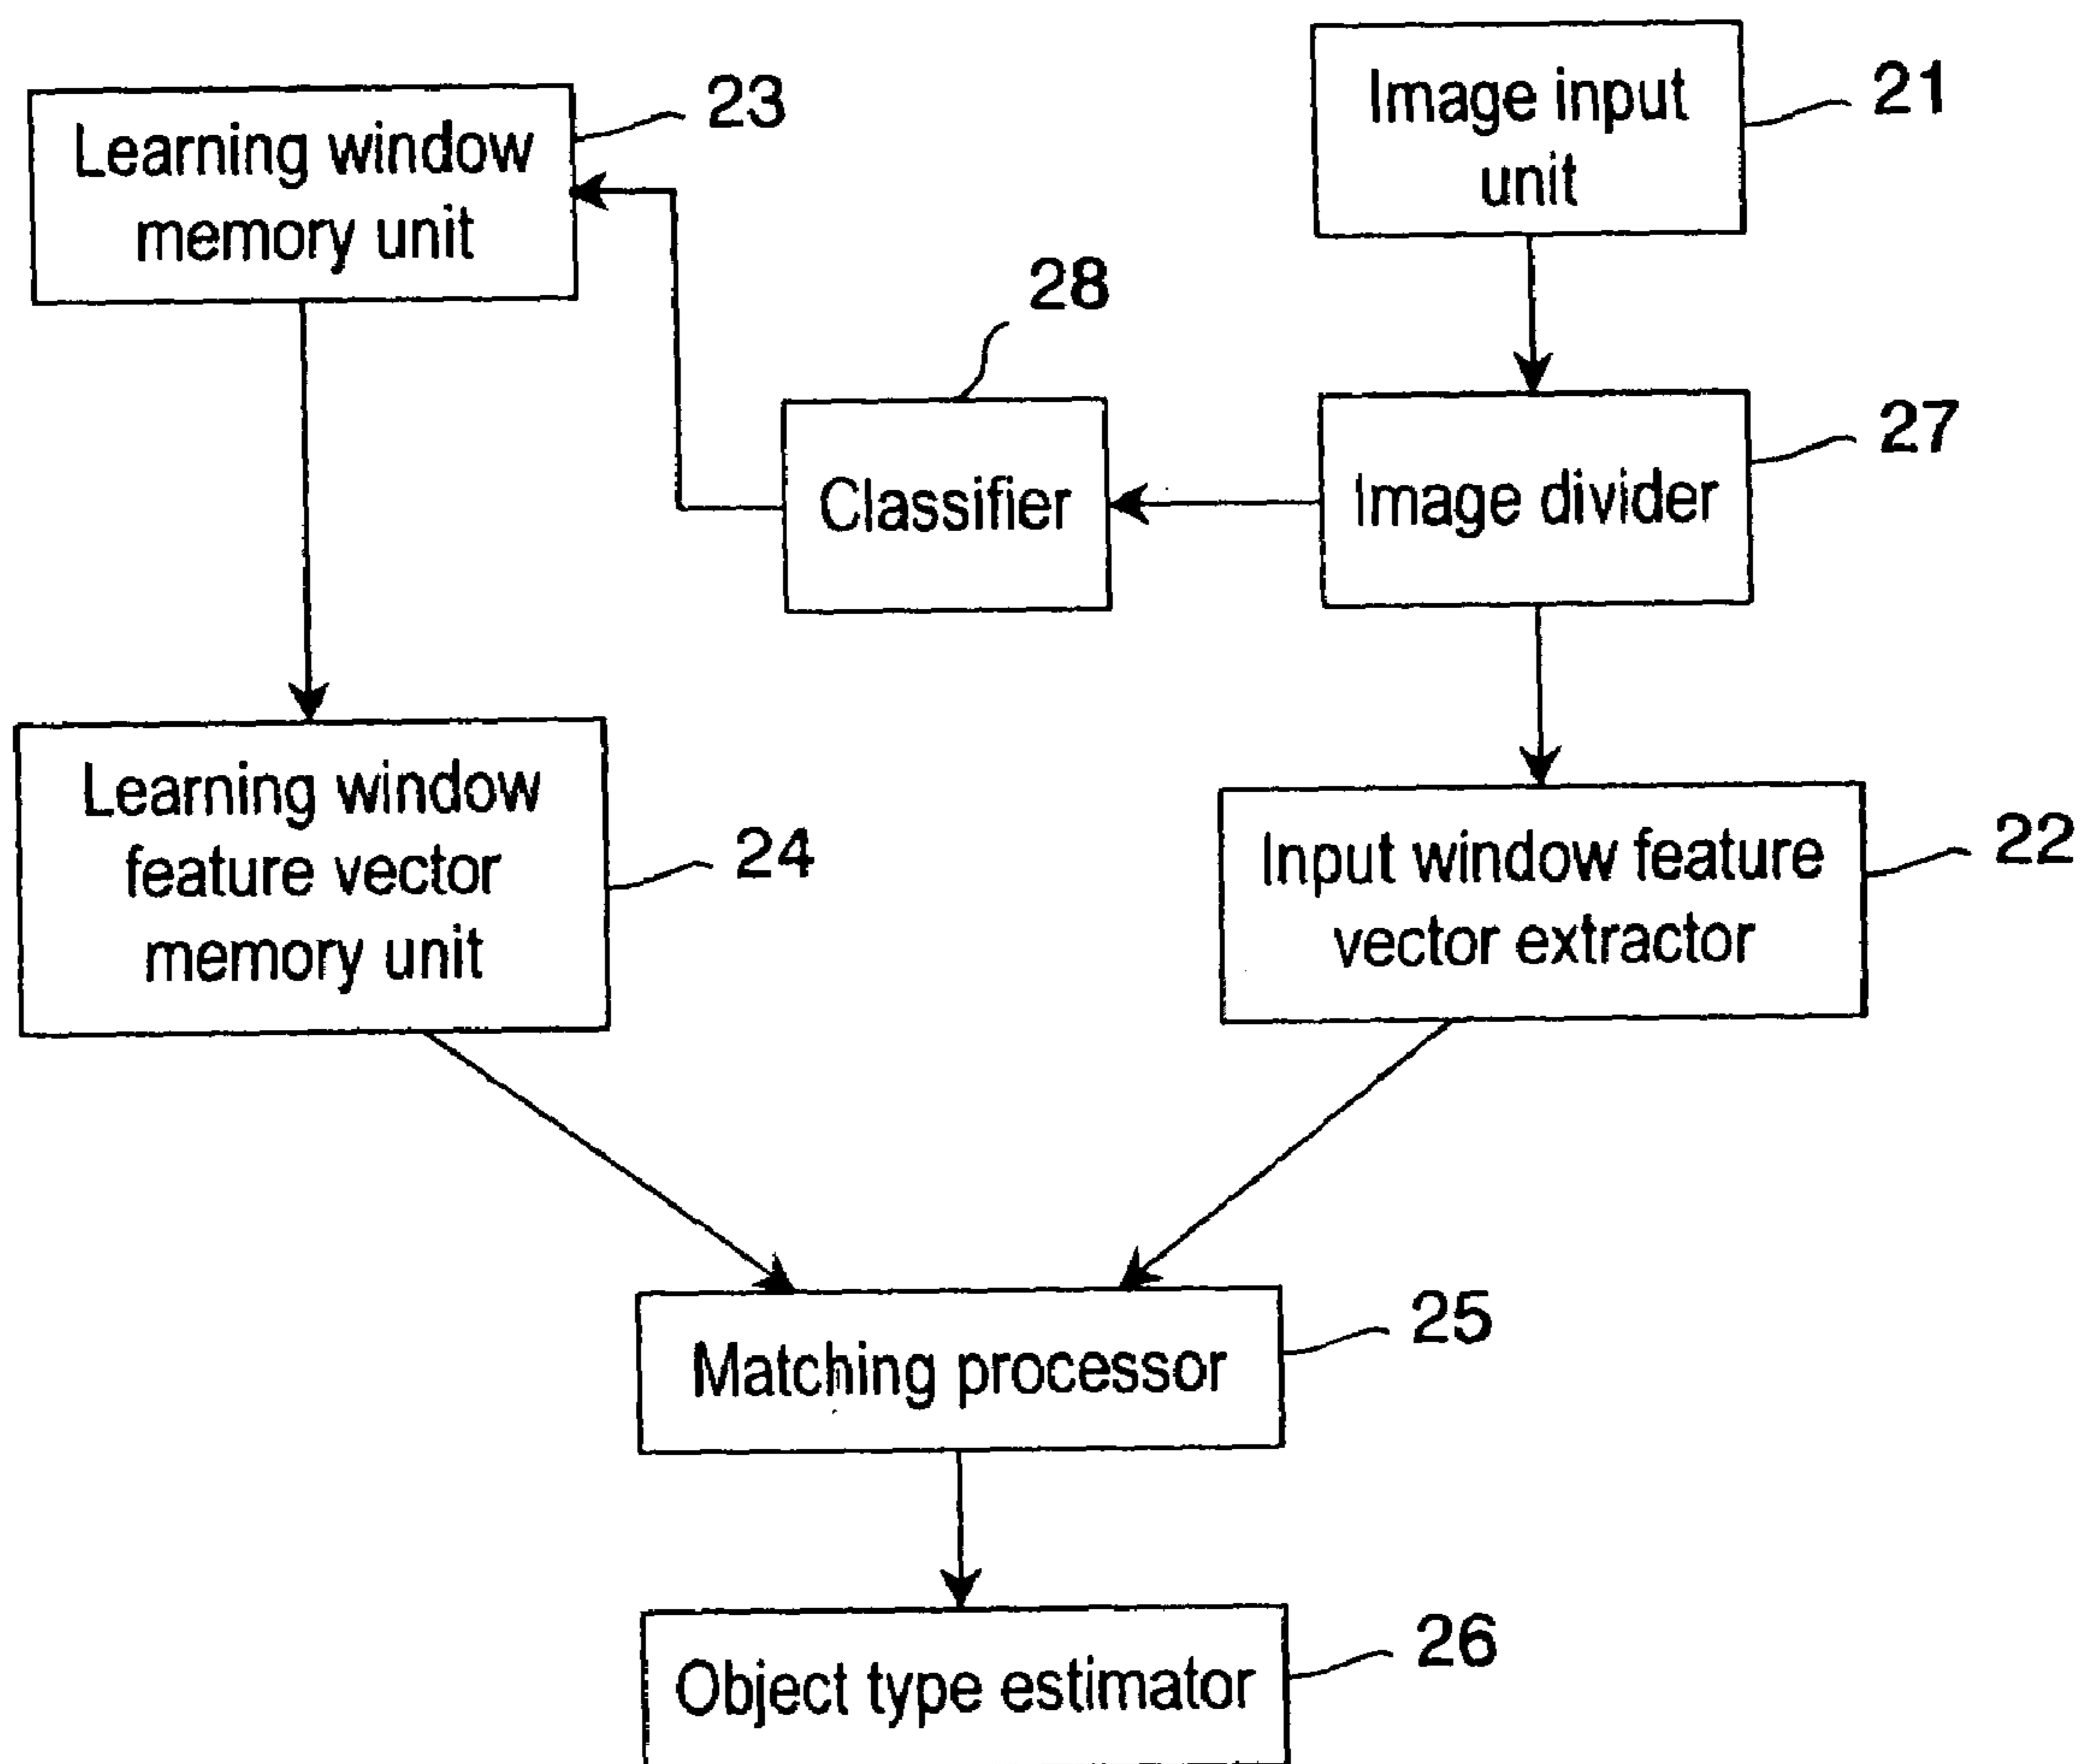 Learning window
memory unit
23
Image input
unit
21
28
Classifier
Image divider
27
Learning window
feature vector
memory unit
24
Input window feature
vector extractor
22
Matching processor
25
Object type estimator
26